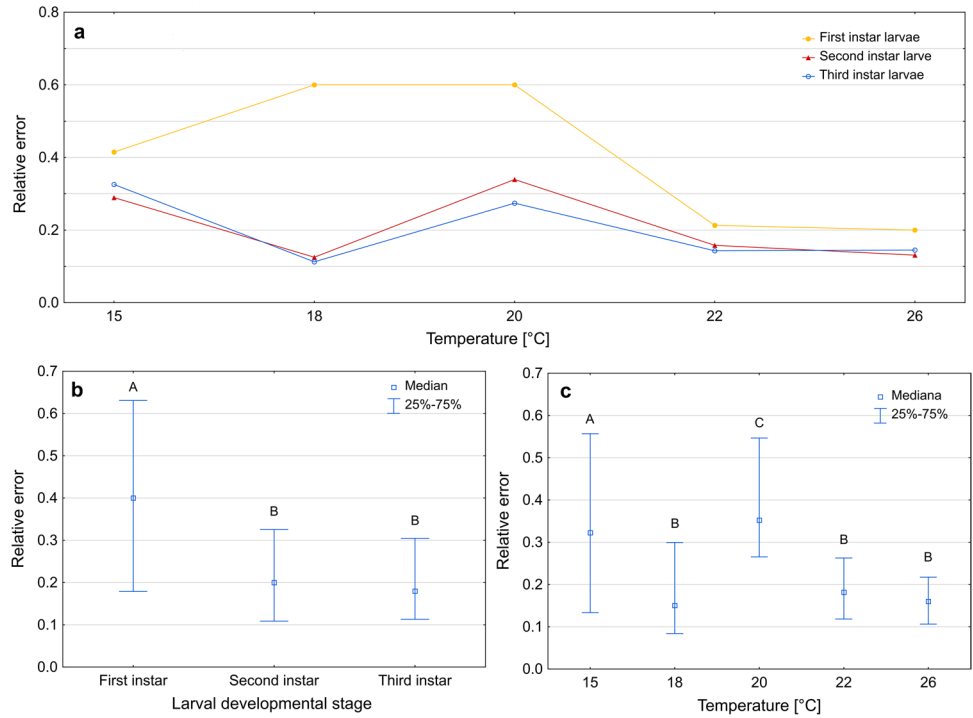 a
0.8
0.6
0.4
0.2
0.0
Relative error
First instar larvae
Second instar larve
Third instar larvae
15 18 20 22 26
Temperature [°C]
b
0.7
0.6
0.5
0.4
0.3
0.2
0.1
0.0
Relative error
A
B
B
Median
25%-75%
First instar Second instar Third instar
Larval developmental stage
c
0.7
0.6
0.5
0.4
0.3
0.2
0.1
0.0
Relative error
A
B
C
B
B
Mediana
25%-75%
15 18 20 22 26
Temperature [°C]